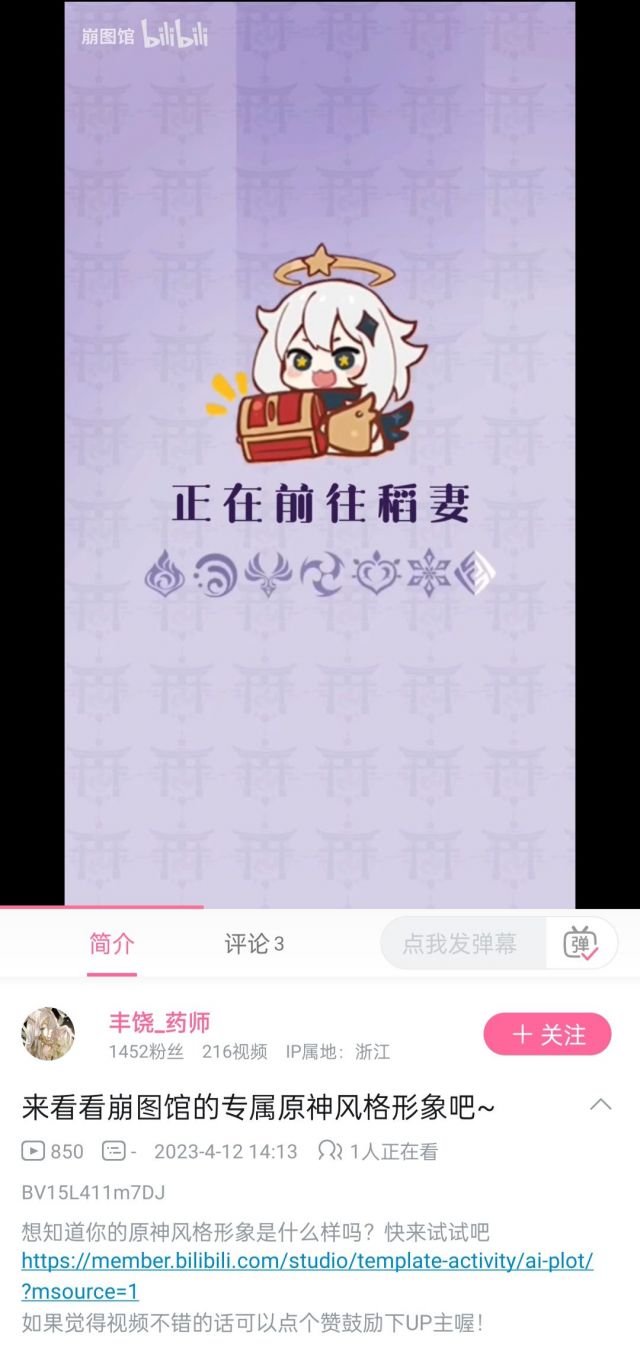 崩图馆 bilibili
正在前往稻妻
简介 评论 3 点我发弹幕 弹
丰饶_药师
1452粉丝 216视频 IP属地：浙江
+ 关注
来看看崩图馆的专属原神风格形象吧~
850 - 2023-4-12 14:13 1人正在看
BV15L411m7DJ
想知道你的原神风格形象是什么样吗？快来试试吧
https://member.bilibili.com/studio/template-activity/ai-plot/
?msource=1
如果觉得视频不错的话可以点个赞鼓励下UP主喔！